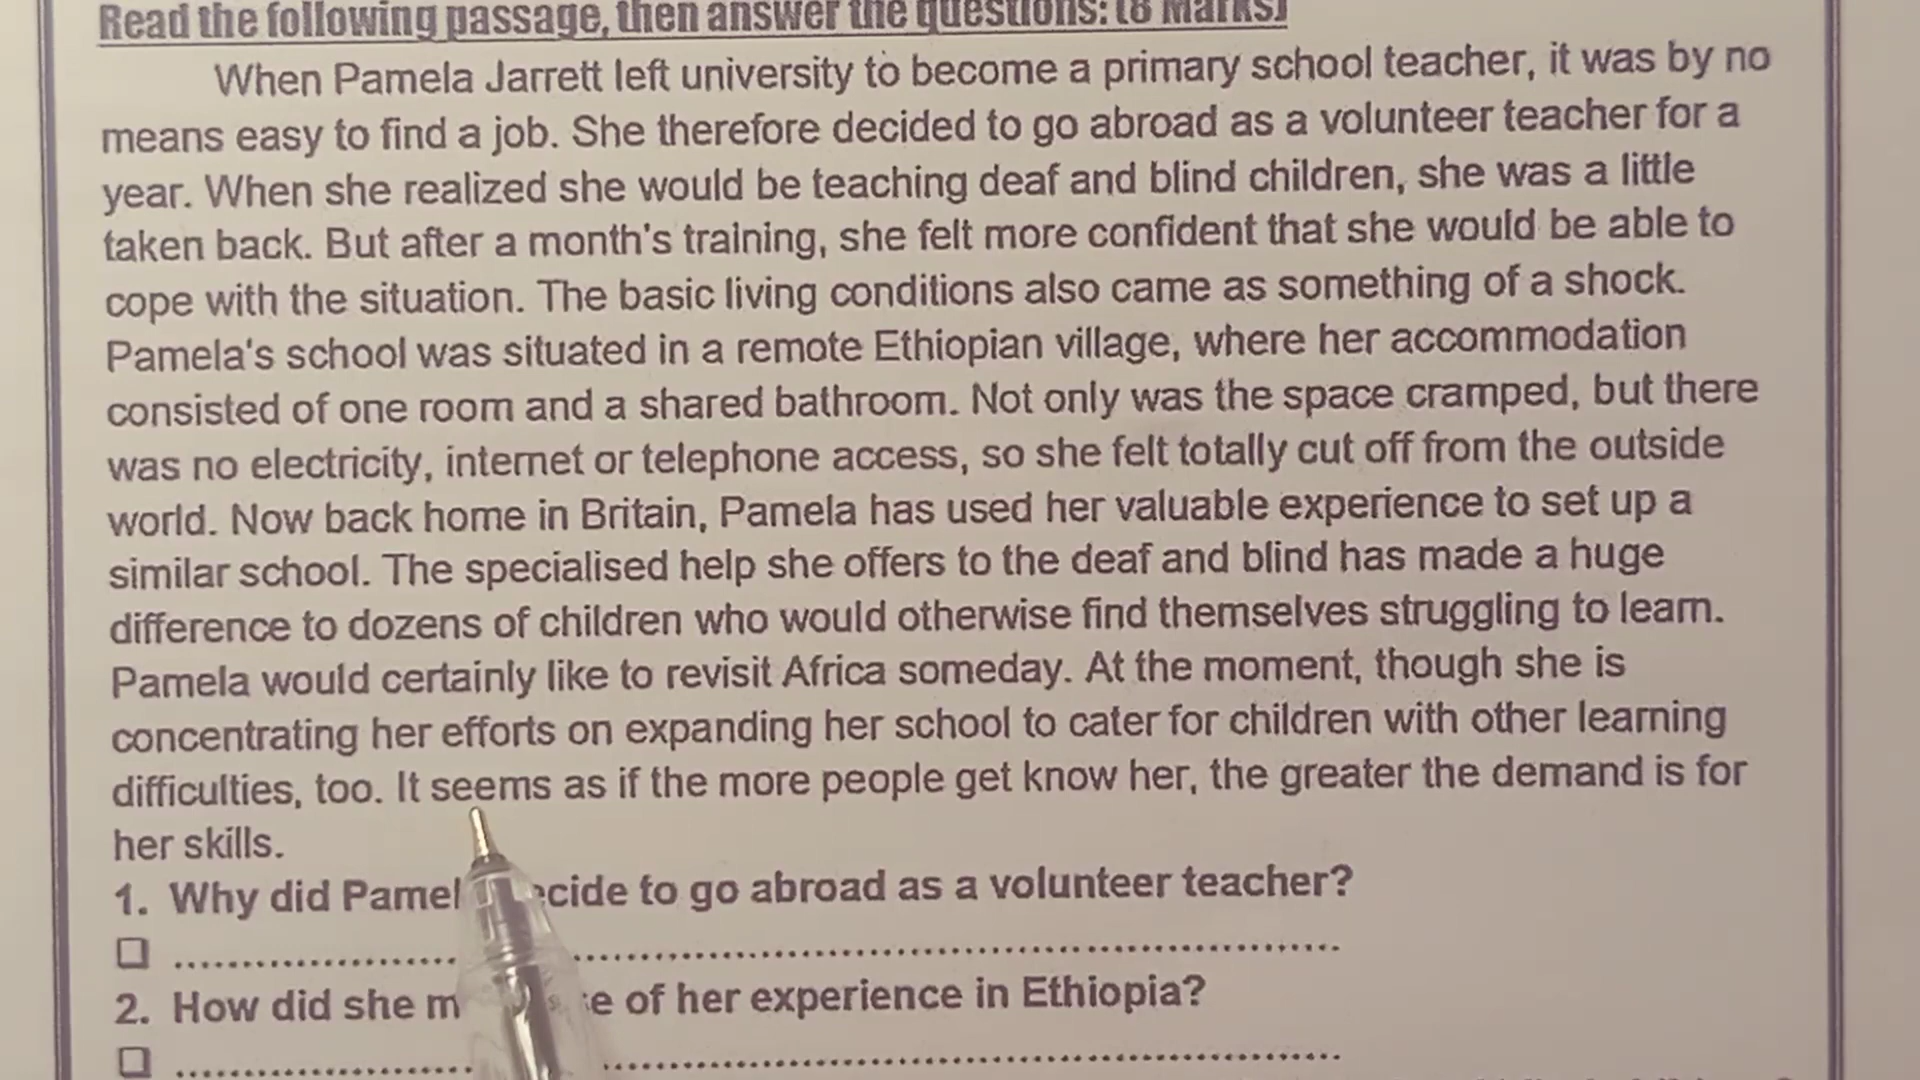 Read the following passage, then answer the questions: (8 Marks)
When Pamela Jarrett left university to become a primary school teacher, it was by no
means easy to find a job. She therefore decided to go abroad as a volunteer teacher for a
year. When she realized she would be teaching deaf and blind children, she was a little
taken back. But after a month's training, she felt more confident that she would be able to
cope with the situation. The basic living conditions also came as something of a shock.
Pamela's school was situated in a remote Ethiopian village, where her accommodation
consisted of one room and a shared bathroom. Not only was the space cramped, but there
was no electricity, internet or telephone access, so she felt totally cut off from the outside
world. Now back home in Britain, Pamela has used her valuable experience to set up a
similar school. The specialised help she offers to the deaf and blind has made a huge
difference to dozens of children who would otherwise find themselves struggling to learn.
Pamela would certainly like to revisit Africa someday. At the moment, though she is
concentrating her efforts on expanding her school to cater for children with other learning
difficulties, too. It seems as if the more people get know her, the greater the demand is for
her skills.
1. Why did Pamel cide to go abroad as a volunteer teacher?
2. How did she m e of her experience in Ethiopia?